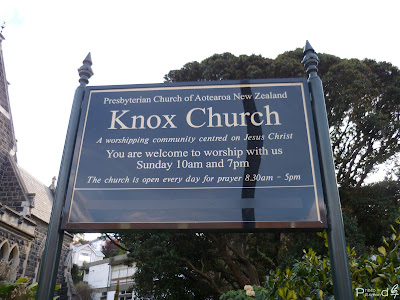 Presbyterian Church of Aotearoa New Zealand
Knox Church
A worshipping community centred on Jesus Christ
You are welcome to worship with us
Sunday 10am and 7pm
The church is open every day for prayer 8.30am - 5pm